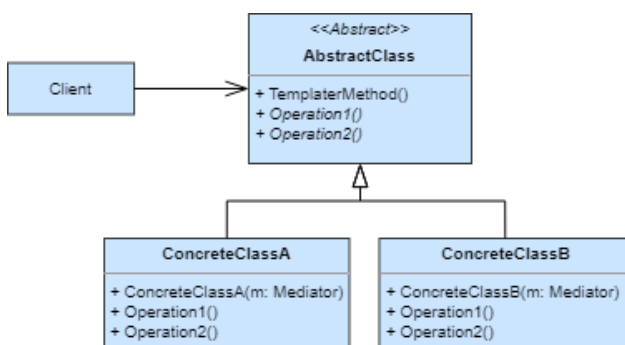 <<Abstract>>
AbstractClass
Client
+ TemplaterMethod()
+ Operation1()
+ Operation2()
ConcreteClassA
+ ConcreteClassA(m: Mediator)
+ Operation1()
+ Operation2()
ConcreteClassB
+ ConcreteClassB(m: Mediator)
+ Operation1()
+ Operation2()